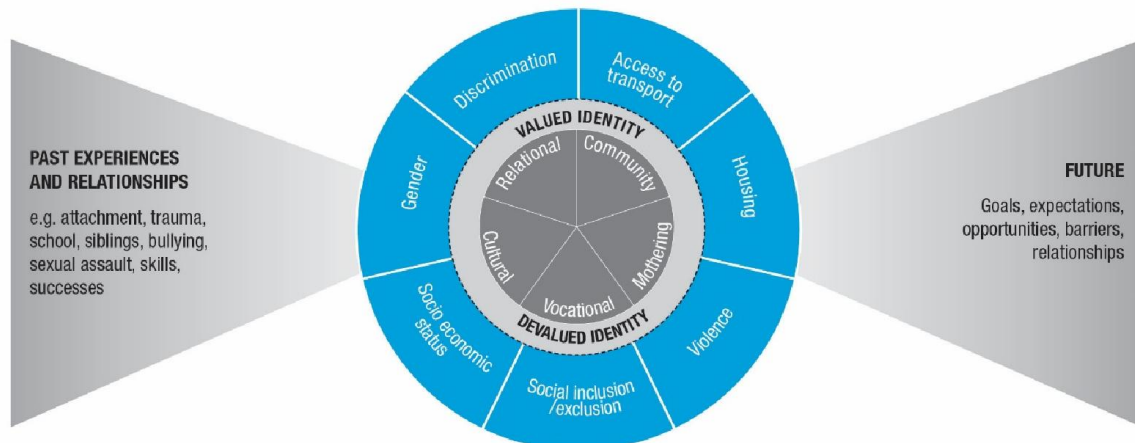 PAST EXPERIENCES
AND RELATIONSHIPS
e.g. attachment, trauma,
school, siblings, bullying,
sexual assault, skills,
successes
Discrimination
Access to
transport
Gender
Housing
Socio economic
status
Violence
Social inclusion
/exclusion
VALUED IDENTITY
Relational
Community
Cultural
Mothering
Vocational
DEVALUED IDENTITY
FUTURE
Goals, expectations,
opportunities, barriers,
relationships